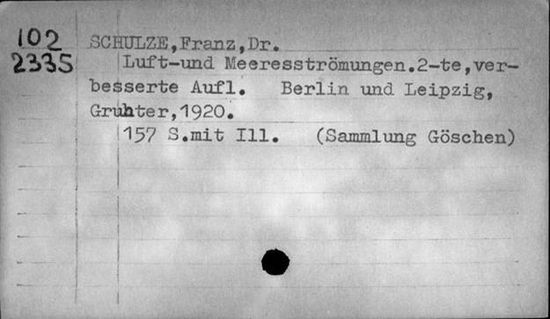 102
2335
SCHULZE,Franz,Dr.
Luft-und Meeresströmungen.2-te,ver-
besserte Aufl. Berlin und Leipzig,
Gruhter,1920.
157 S.mit Ill. (Sammlung Göschen)